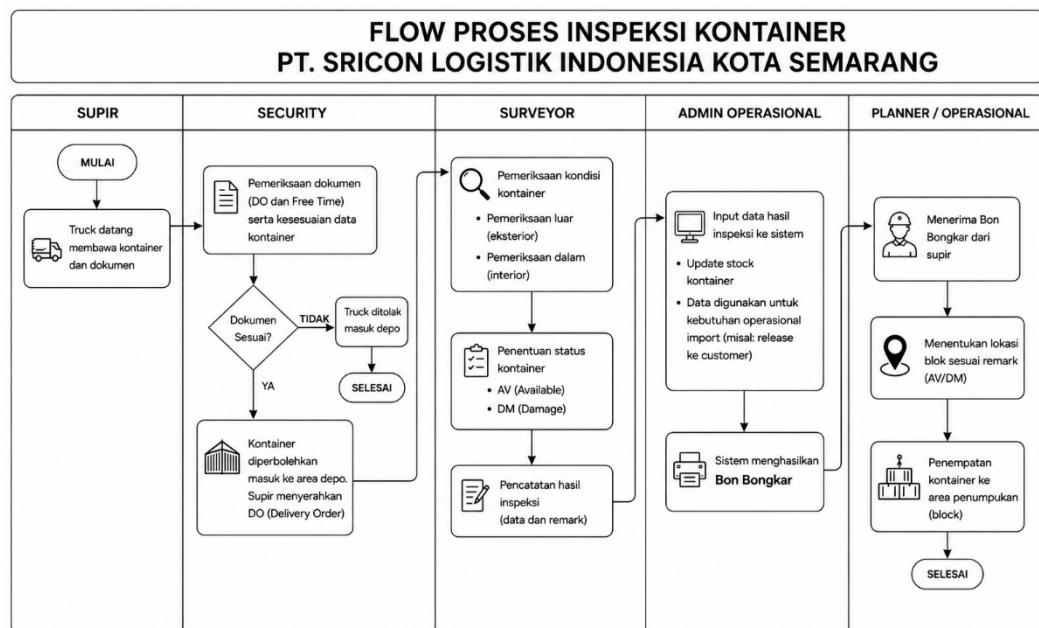 FLOW PROSES INSPEKSI KONTAINER
PT. SRICON LOGISTIK INDONESIA KOTA SEMARANG
SUPIR
MULAI
Truck datang
membawa kontainer
dan dokumen
SECURITY
Pemeriksaan dokumen
(DO dan Free Time)
serta kesesuaian data
kontainer
Dokumen
Sesuai?
TIDAK
Truck ditolak
masuk depo
SELESAI
YA
Kontainer
diperbolehkan
masuk ke area depo.
Supir menyerahkan
DO (Delivery Order)
SURVEYOR
Pemeriksaan kondisi
kontainer
• Pemeriksaan luar
(eksterior)
• Pemeriksaan dalam
(interior)
Penentuan status
kontainer
• AV (Available)
• DM (Damage)
Pencatatan hasil
inspeksi
(data dan remark)
ADMIN OPERASIONAL
Input data hasil
inspeksi ke sistem
• Update stock
kontainer
• Data digunakan untuk
kebutuhan operasional
import (misal: release
ke customer)
Sistem menghasilkan
Bon Bongkar
PLANNER / OPERASIONAL
Menerima Bon
Bongkar dari
supir
Menentukan lokasi
blok sesuai remark
(AV/DM)
Penempatan
kontainer ke
area penumpukan
(block)
SELESAI